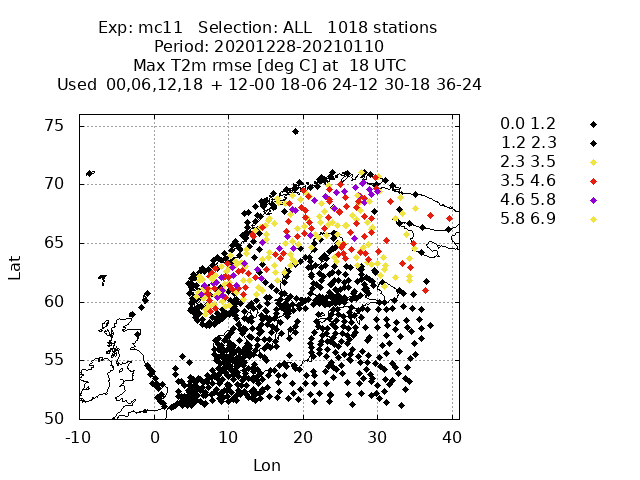 Exp: mc11 Selection: ALL 1018 stations
Period: 20201228-20210110
Max T2m rmse [deg C] at 18 UTC
Used 00,06,12,18 + 12-00 18-06 24-12 30-18 36-24
0.0 1.2
1.2 2.3
2.3 3.5
3.5 4.6
4.6 5.8
5.8 6.9
75
70
65
60
55
50
Lat
-10 0 10 20 30 40
Lon